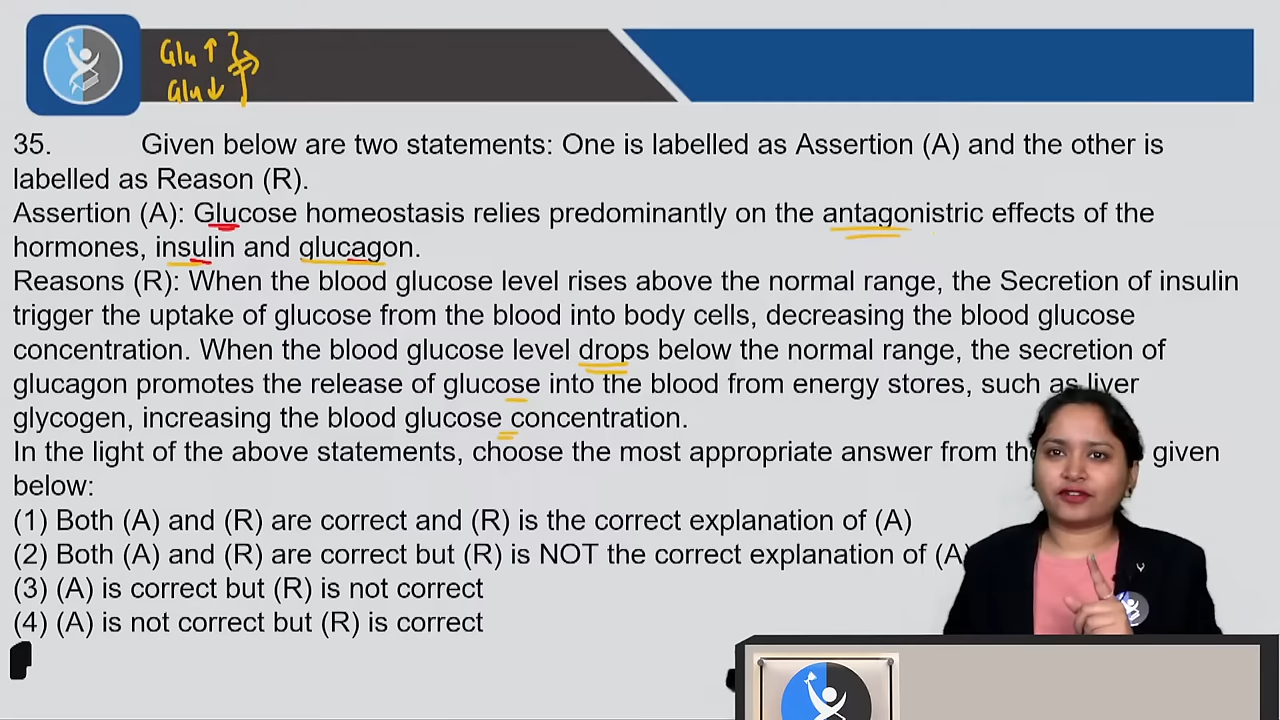 Glu ↑
Glu ↓
35. Given below are two statements: One is labelled as Assertion (A) and the other is
labelled as Reason (R).
Assertion (A): Glucose homeostasis relies predominantly on the antagonistric effects of the
hormones, insulin and glucagon.
Reasons (R): When the blood glucose level rises above the normal range, the Secretion of insulin
trigger the uptake of glucose from the blood into body cells, decreasing the blood glucose
concentration. When the blood glucose level drops below the normal range, the secretion of
glucagon promotes the release of glucose into the blood from energy stores, such as liver
glycogen, increasing the blood glucose concentration.
In the light of the above statements, choose the most appropriate answer from the given
below:
(1) Both (A) and (R) are correct and (R) is the correct explanation of (A)
(2) Both (A) and (R) are correct but (R) is NOT the correct explanation of (A)
(3) (A) is correct but (R) is not correct
(4) (A) is not correct but (R) is correct